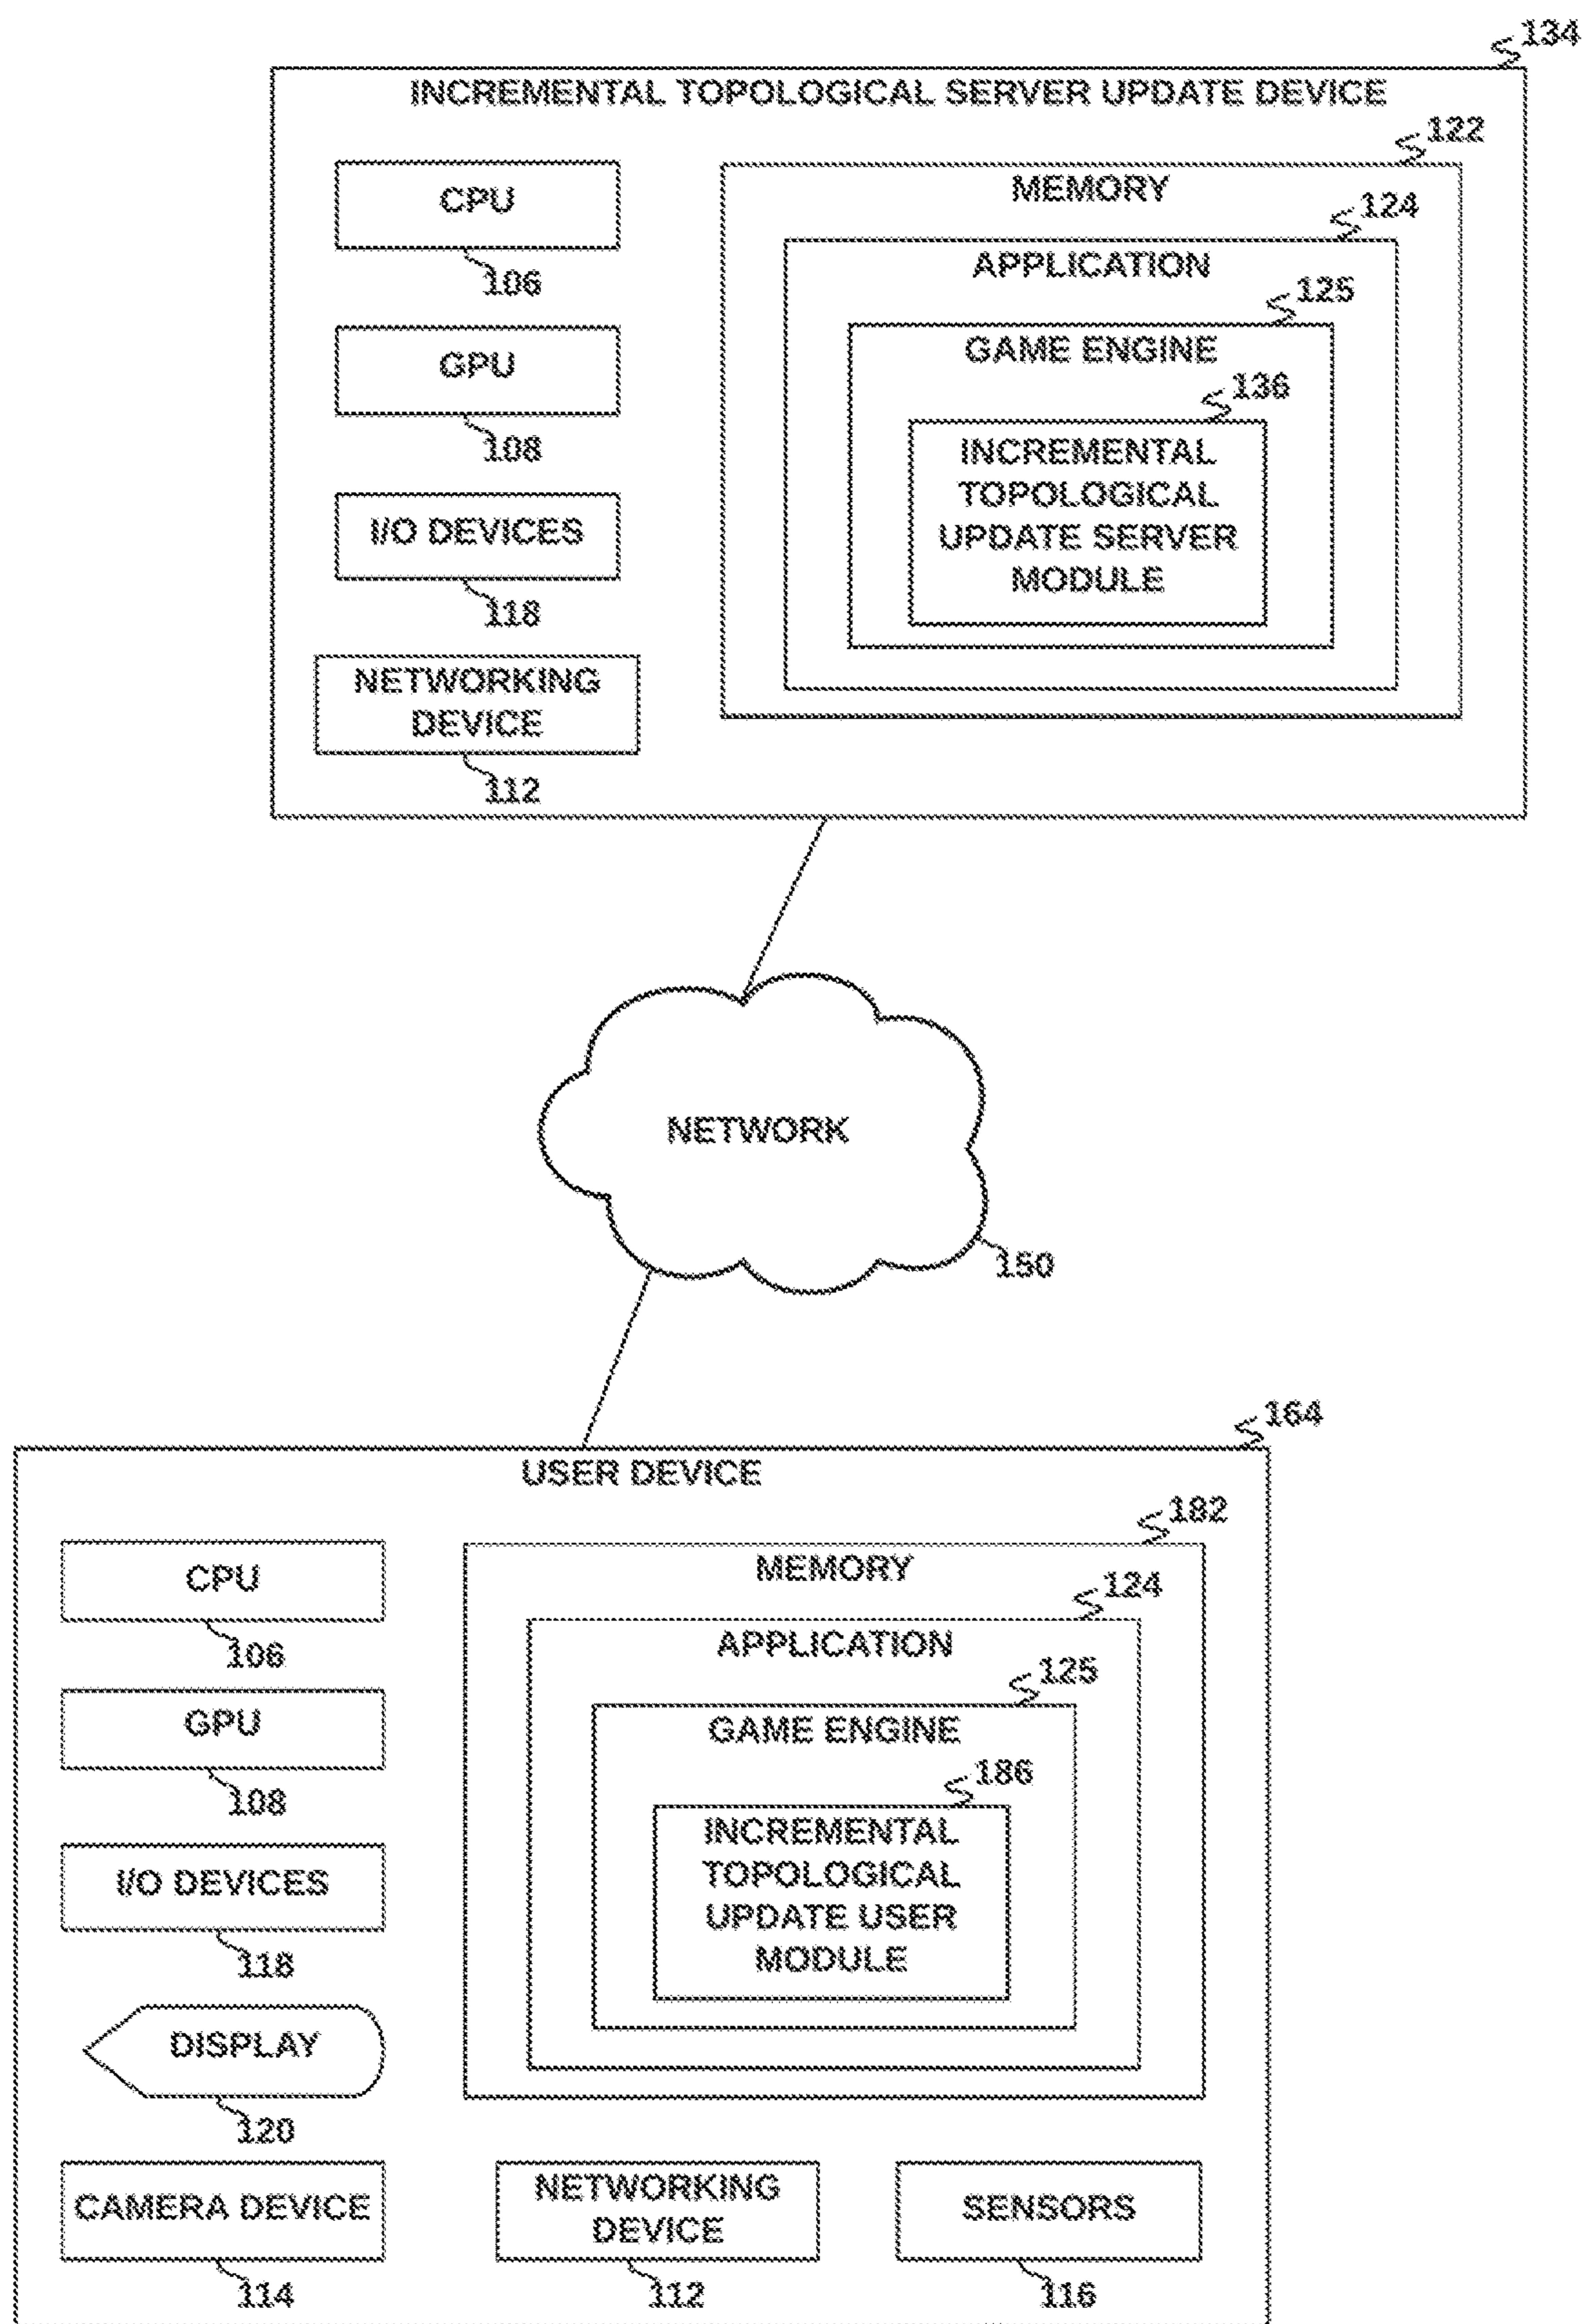 134
INCREMENTAL TOPOLOGICAL SERVER UPDATE DEVICE
122
CPU
106
GPU
108
I/O DEVICES
118
NETWORKING
DEVICE
112
MEMORY
124
APPLICATION
125
GAME ENGINE
136
INCREMENTAL
TOPOLOGICAL
UPDATE SERVER
MODULE
NETWORK
150
164
USER DEVICE
182
CPU
106
GPU
108
I/O DEVICES
118
DISPLAY
120
MEMORY
124
APPLICATION
125
GAME ENGINE
186
INCREMENTAL
TOPOLOGICAL
UPDATE USER
MODULE
CAMERA DEVICE
114
NETWORKING
DEVICE
112
SENSORS
116